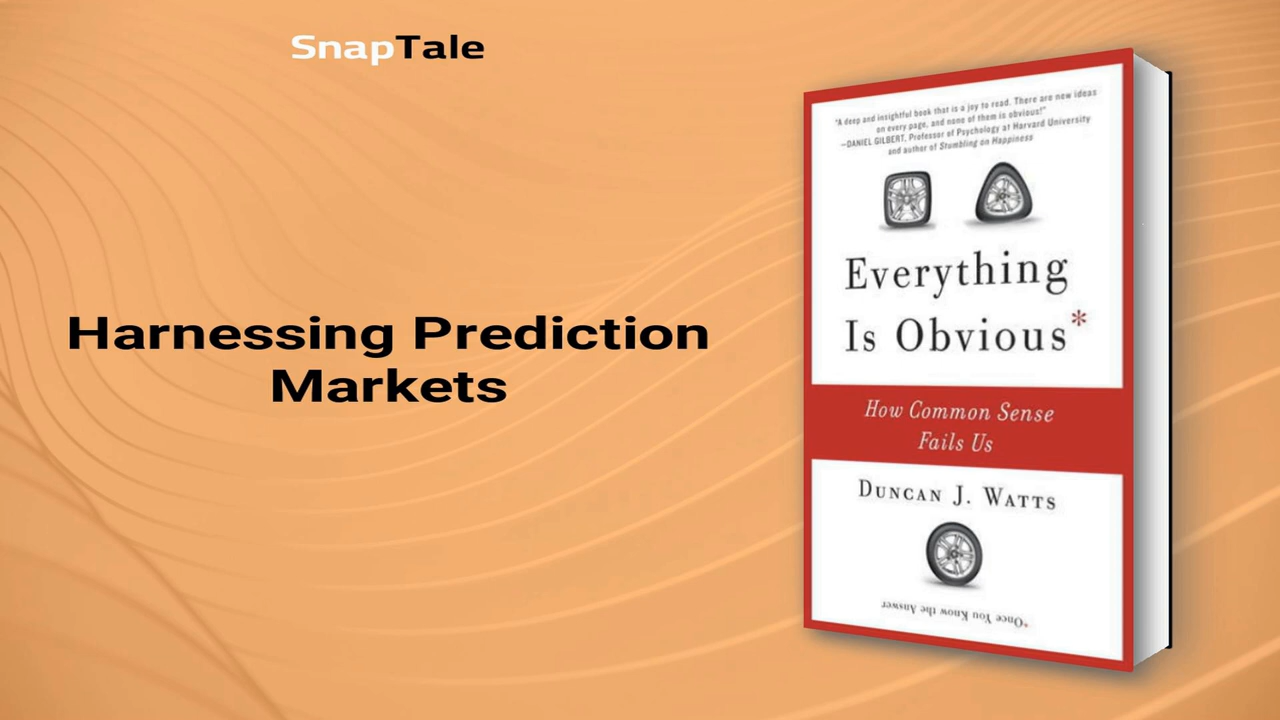 SnapTale
Harnessing Prediction
Markets
"A deep and insightful book that is a joy to read. There are new ideas
on every page, and none of them is obvious!"
—DANIEL GILBERT, Professor of Psychology at Harvard University
and author of Stumbling on Happiness
Everything
Is Obvious*
How Common Sense
Fails Us
DUNCAN J. WATTS
*Once You Know the Answer